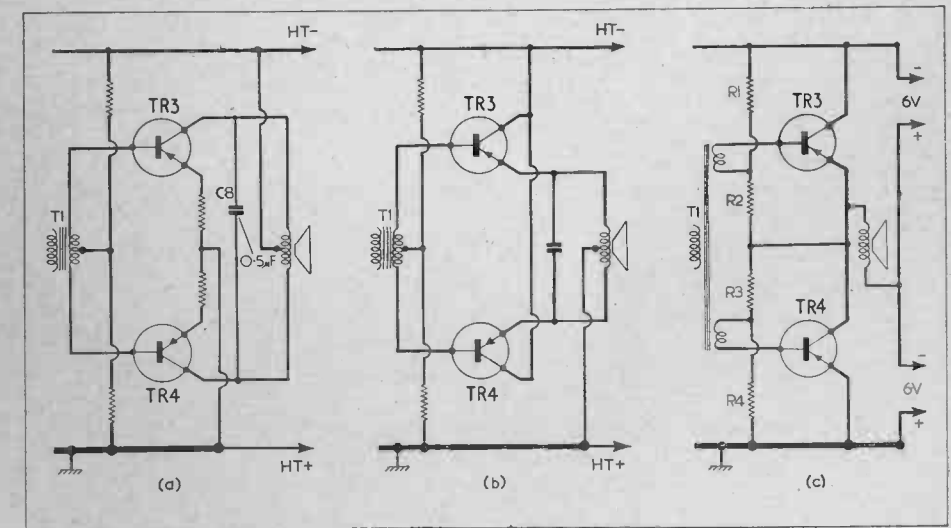 HT–
TR3
C8
0·5µF
T1
TR4
HT+
(a)
HT–
TR3
T1
TR4
HT+
(b)
R1
TR3
–
6V
+
T1
R2
R3
TR4
–
6V
+
R4
(c)